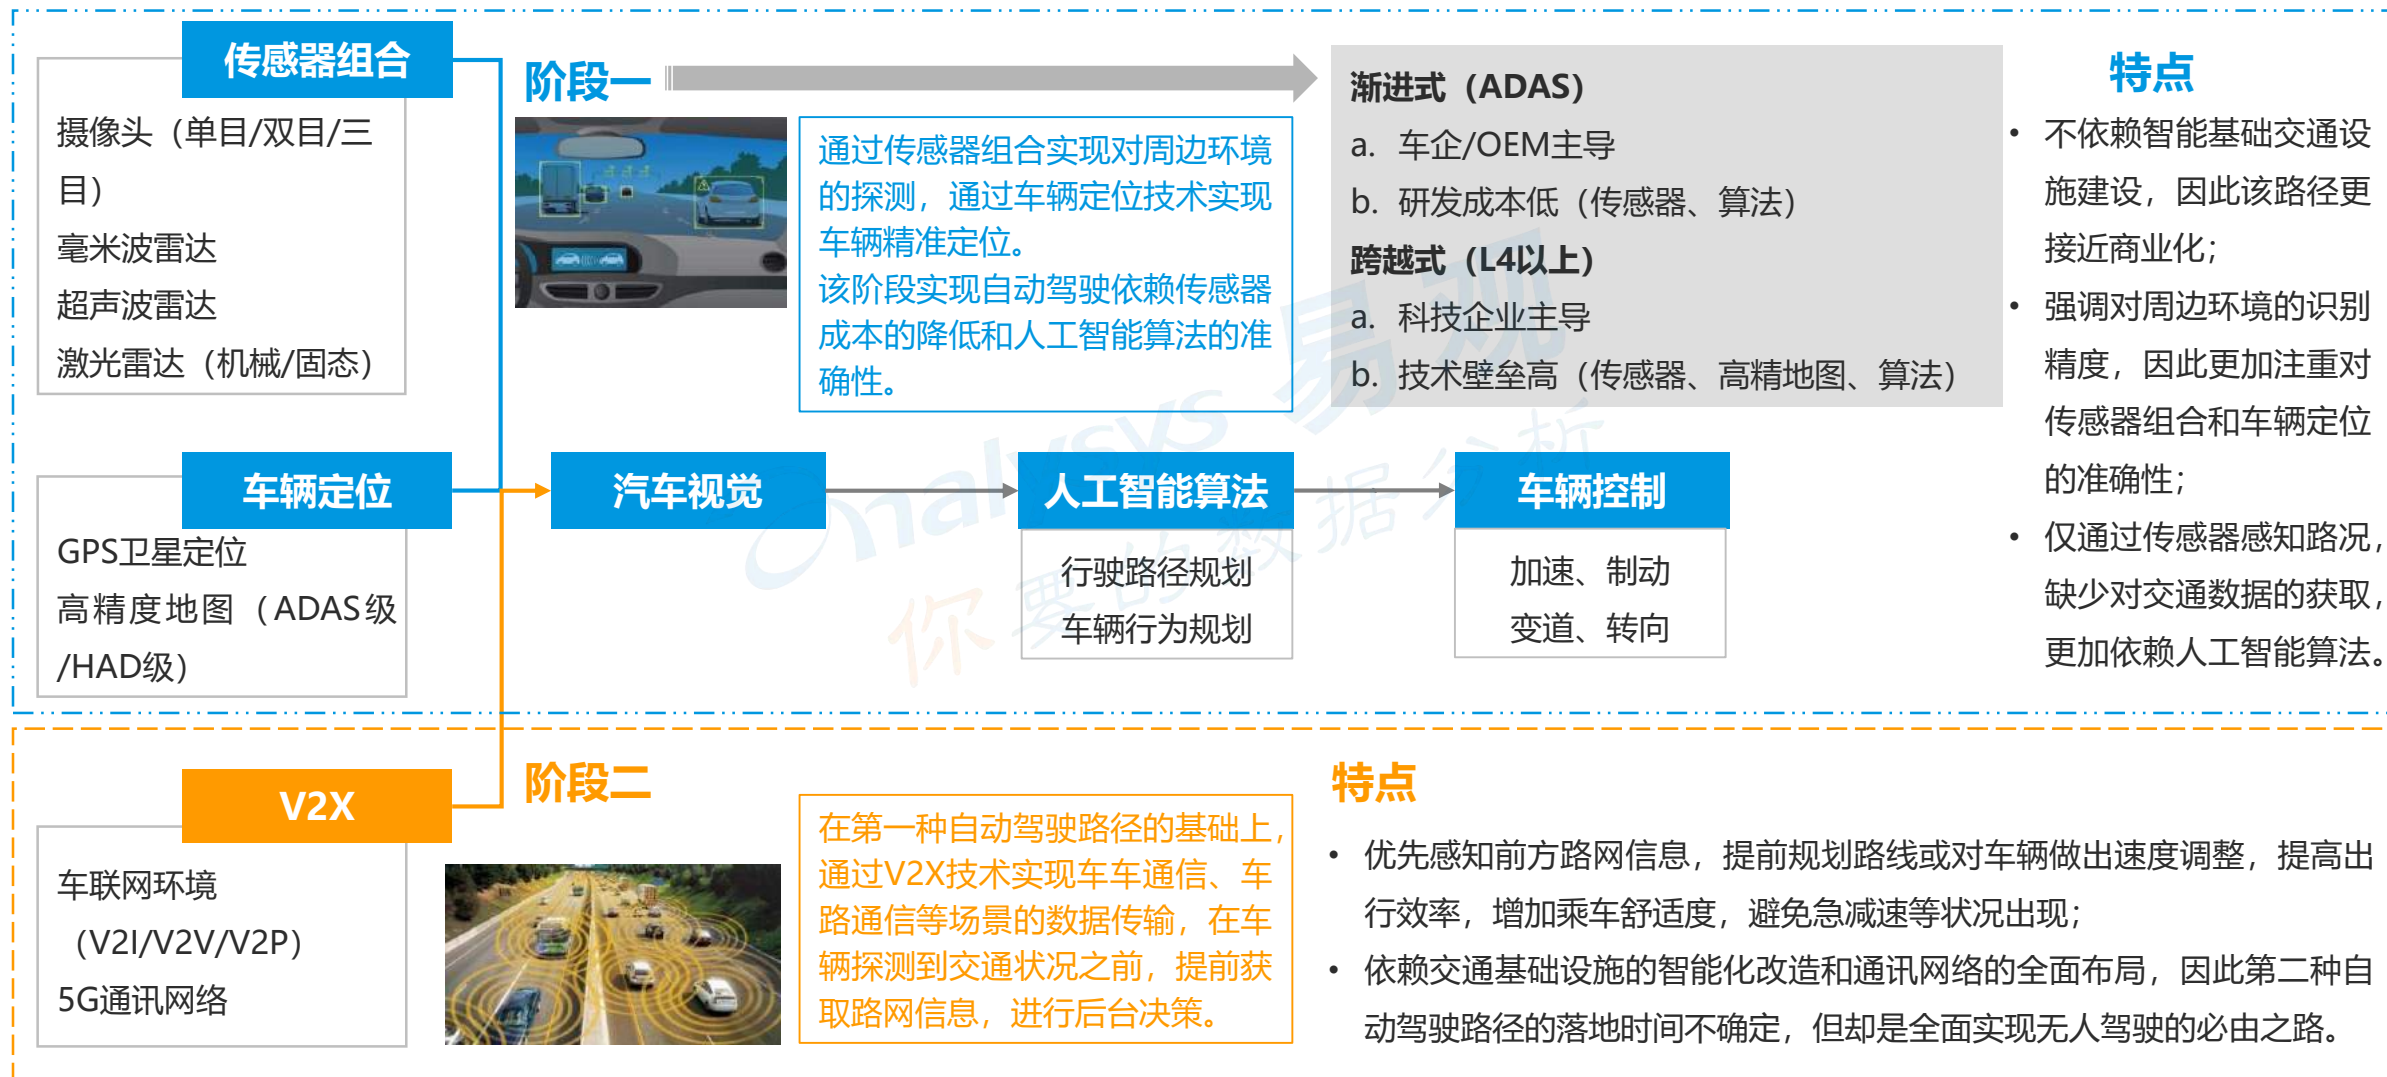 传感器组合
摄像头（单目/双目/三
目）
毫米波雷达
超声波雷达
激光雷达（机械/固态）
阶段一
通过传感器组合实现对周边环境
的探测，通过车辆定位技术实现
车辆精准定位。
该阶段实现自动驾驶依赖传感器
成本的降低和人工智能算法的准
确性。
渐进式（ADAS）
a. 车企/OEM主导
b. 研发成本低（传感器、算法）
跨越式（L4以上）
a. 科技企业主导
b. 技术壁垒高（传感器、高精地图、算法）
特点
• 不依赖智能基础交通设
施建设，因此该路径更
接近商业化；
• 强调对周边环境的识别
精度，因此更加注重对
传感器组合和车辆定位
的准确性；
• 仅通过传感器感知路况，
缺少对交通数据的获取，
更加依赖人工智能算法。
车辆定位
GPS卫星定位
高精度地图（ADAS级
/HAD级）
汽车视觉
人工智能算法
行驶路径规划
车辆行为规划
车辆控制
加速、制动
变道、转向
analysys 易观
你要的数据分析
V2X
车联网环境
（V2I/V2V/V2P）
5G通讯网络
阶段二
在第一种自动驾驶路径的基础上，
通过V2X技术实现车车通信、车
路通信等场景的数据传输，在车
辆探测到交通状况之前，提前获
取路网信息，进行后台决策。
特点
• 优先感知前方路网信息，提前规划路线或对车辆做出速度调整，提高出
行效率，增加乘车舒适度，避免急减速等状况出现；
• 依赖交通基础设施的智能化改造和通讯网络的全面布局，因此第二种自
动驾驶路径的落地时间不确定，但却是全面实现无人驾驶的必由之路。